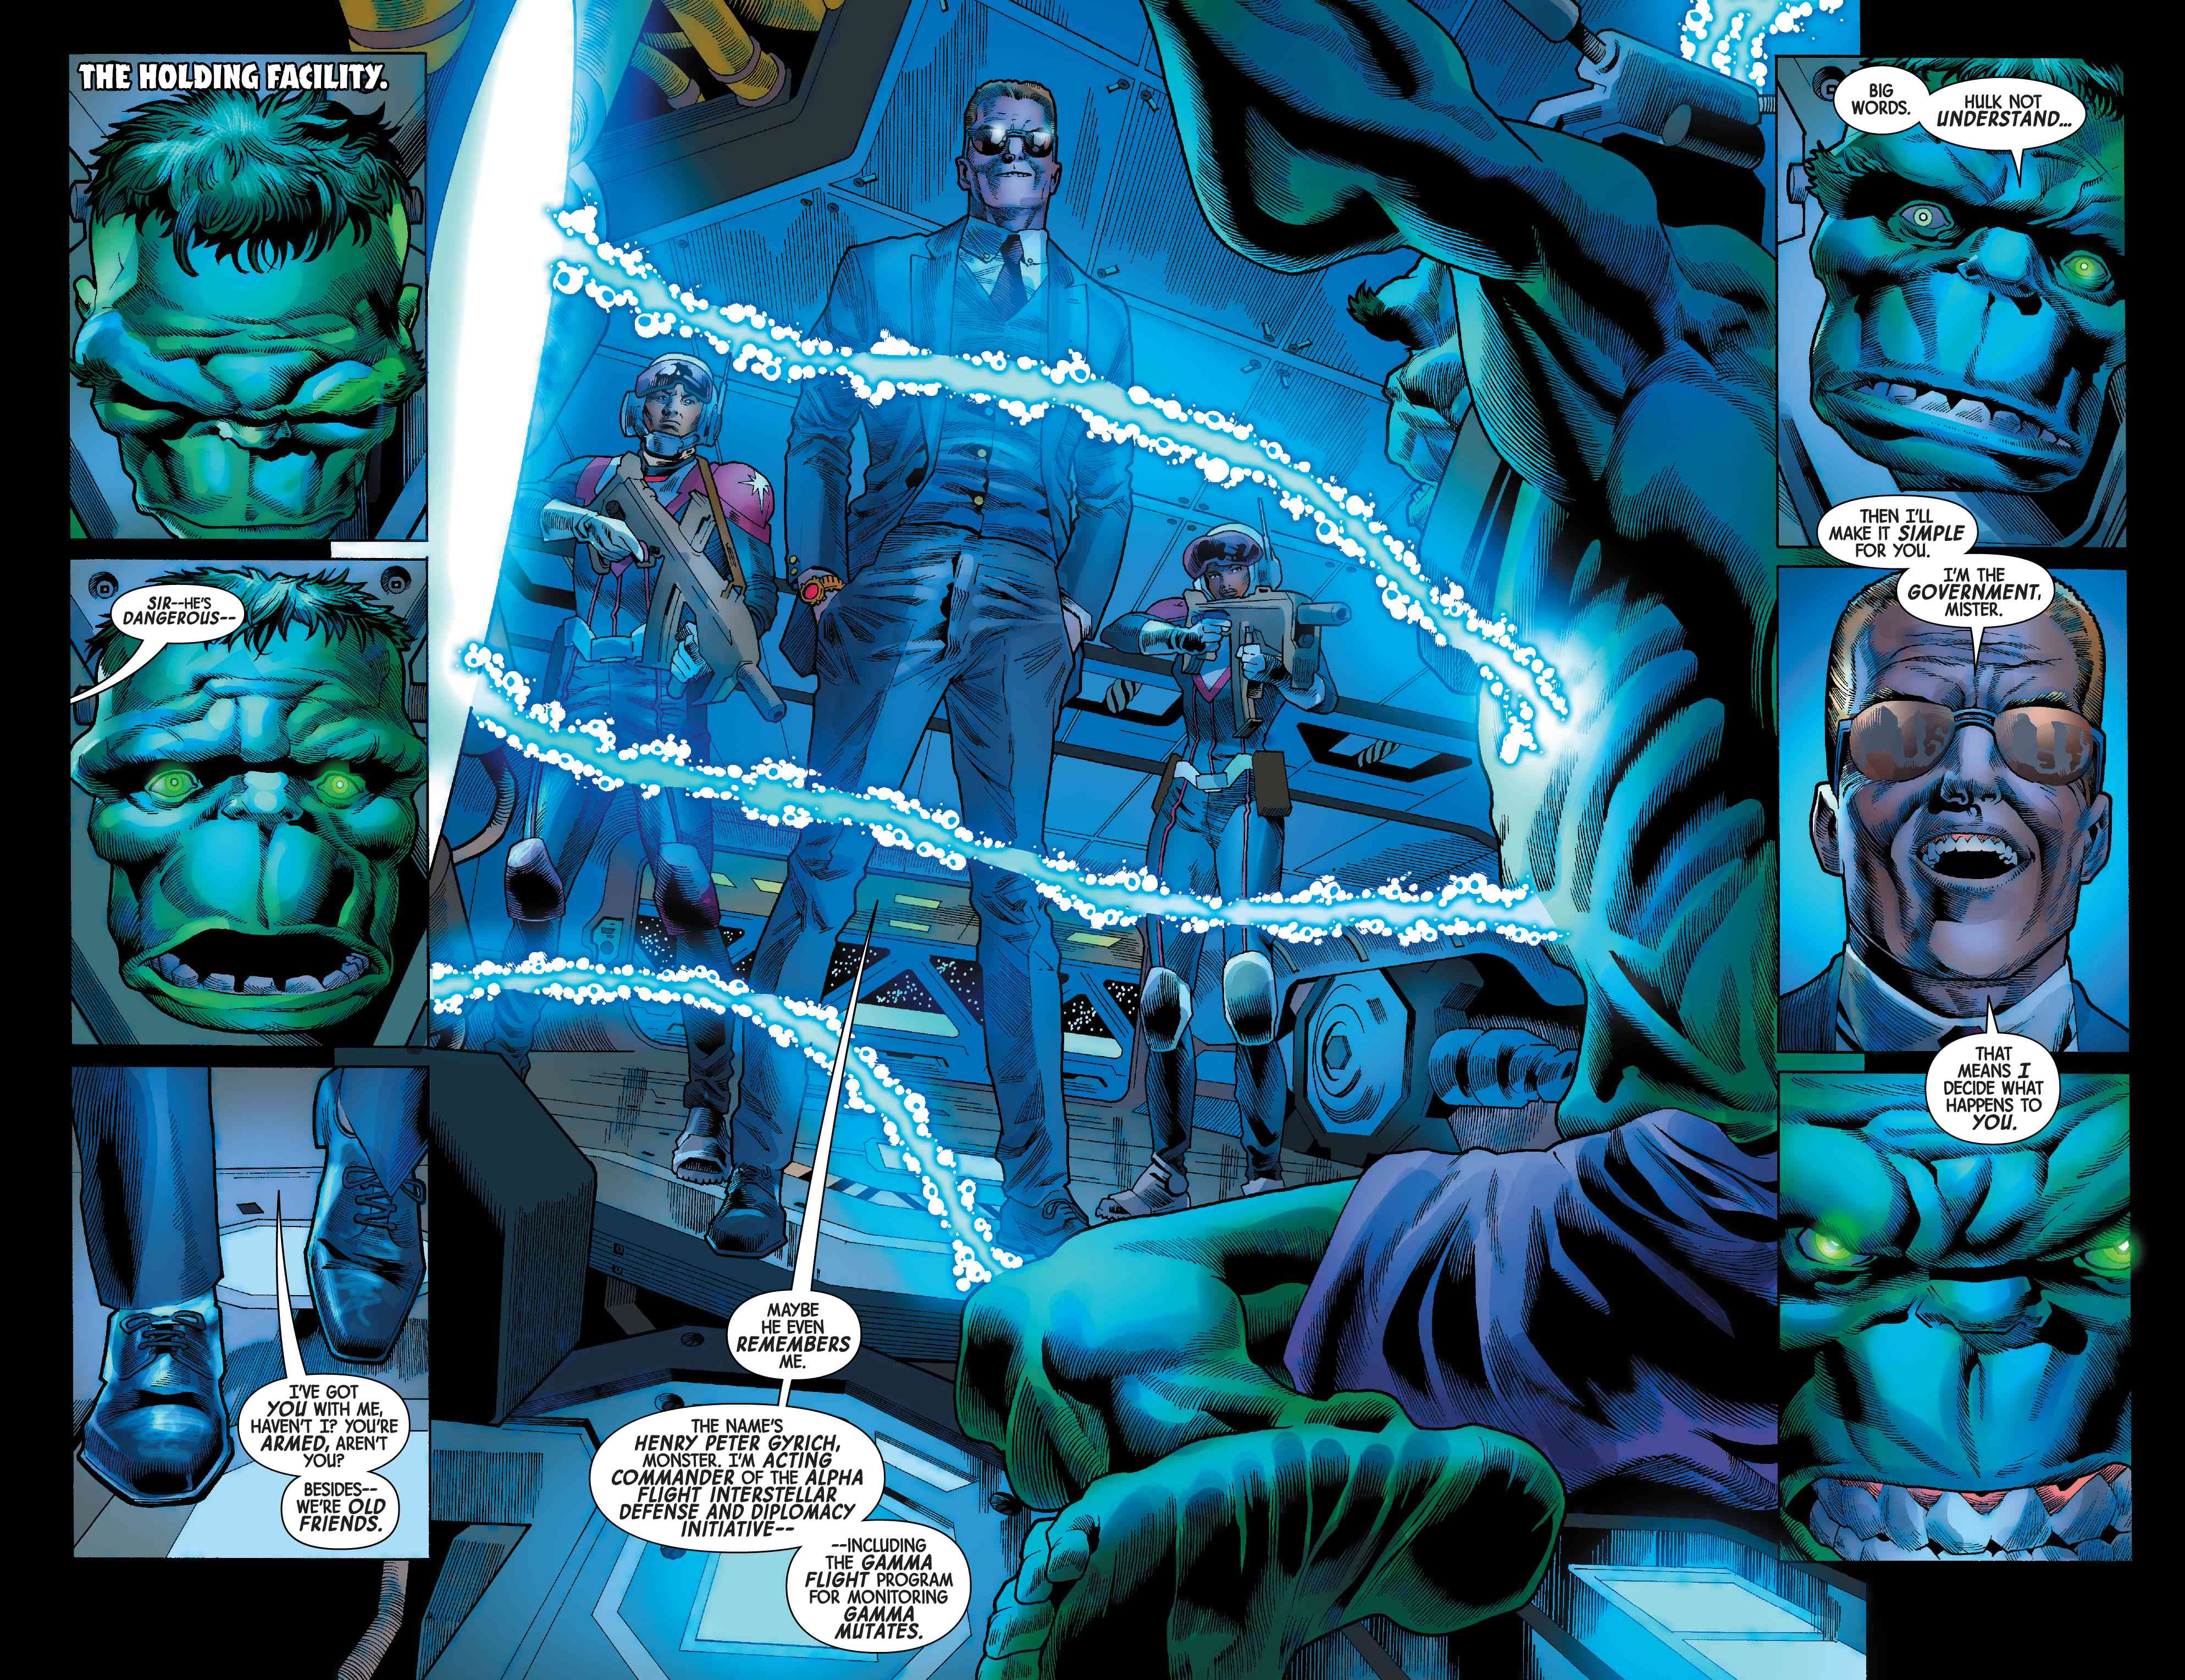 THE HOLDING FACILITY.
SIR--HE'S
DANGEROUS--
I'VE GOT
YOU WITH ME,
HAVEN'T I? YOU'RE
ARMED, AREN'T
YOU?
BESIDES--
WE'RE OLD
FRIENDS.
MAYBE
HE EVEN
REMEMBERS
ME.
THE NAME'S
HENRY PETER GYRICH,
MONSTER. I'M ACTING
COMMANDER OF THE ALPHA
FLIGHT INTERSTELLAR
DEFENSE AND DIPLOMACY
INITIATIVE--
--INCLUDING
THE GAMMA
FLIGHT PROGRAM
FOR MONITORING
GAMMA
MUTATES.
BIG
WORDS.
HULK NOT
UNDERSTAND...
THEN I'LL
MAKE IT SIMPLE
FOR YOU.
I'M THE
GOVERNMENT,
MISTER.
THAT
MEANS I
DECIDE WHAT
HAPPENS TO
YOU.